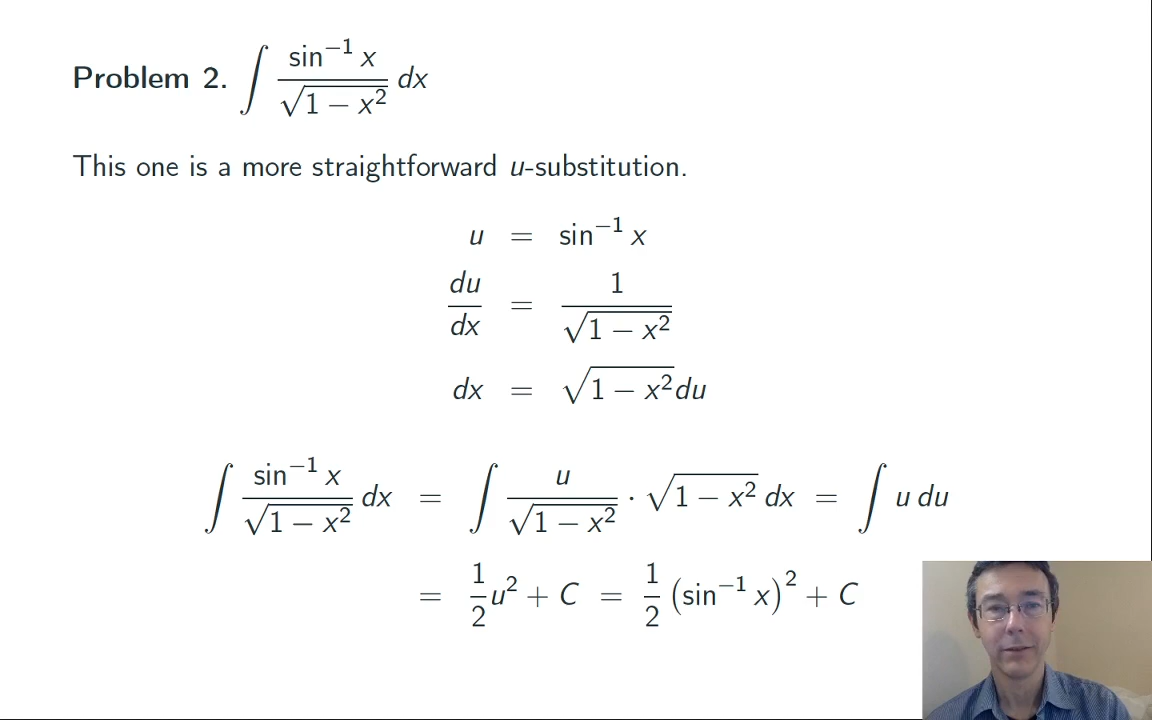 Problem 2. ∫ sin⁻¹ x / √(1 − x²) dx
This one is a more straightforward u-substitution.
u = sin⁻¹ x
du/dx = 1/√(1 − x²)
dx = √(1 − x²)du
∫ sin⁻¹ x / √(1 − x²) dx = ∫ u/√(1 − x²) · √(1 − x²) dx = ∫ u du
= 1/2 u² + C = 1/2 (sin⁻¹ x)² + C